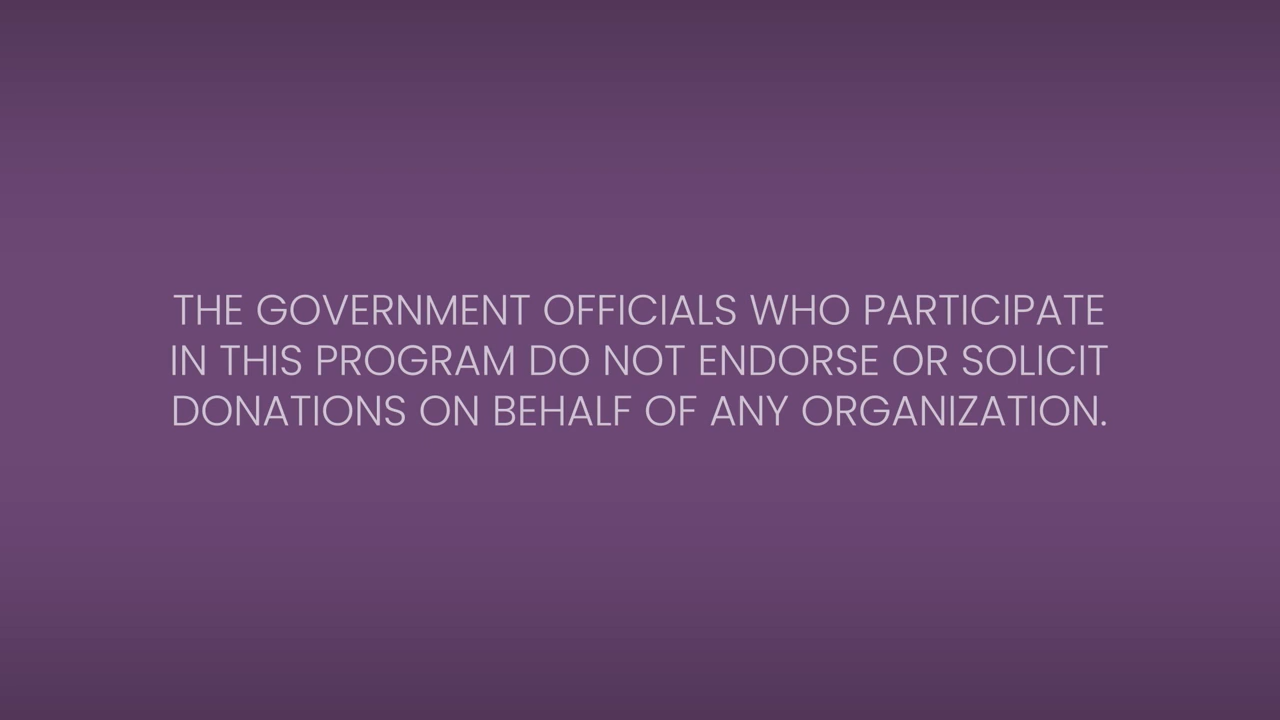 THE GOVERNMENT OFFICIALS WHO PARTICIPATE
IN THIS PROGRAM DO NOT ENDORSE OR SOLICIT
DONATIONS ON BEHALF OF ANY ORGANIZATION.